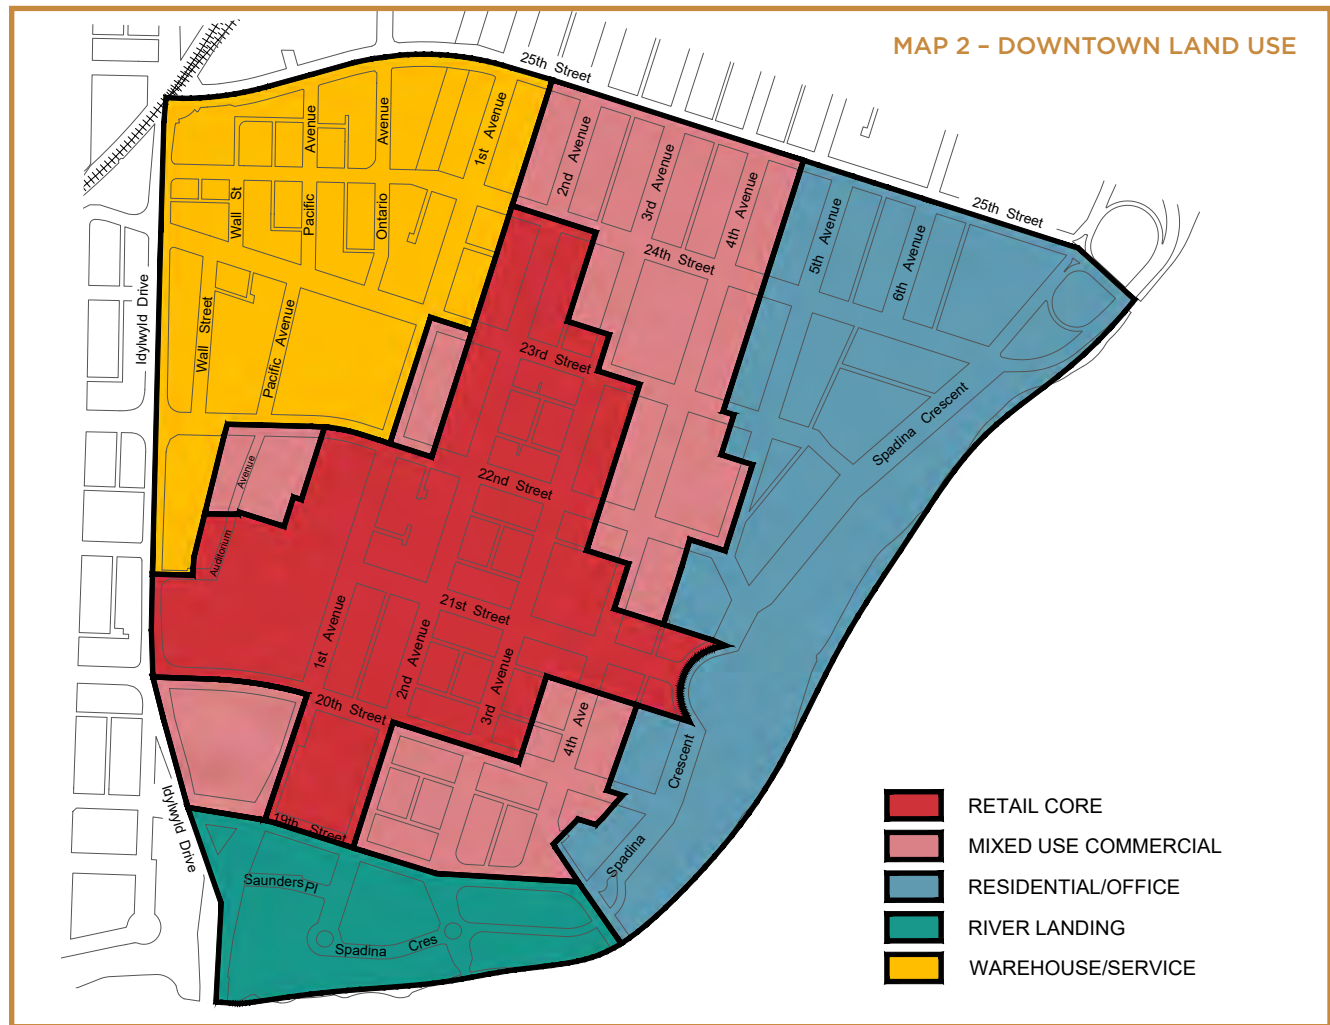 MAP 2 – DOWNTOWN LAND USE
25th Street
25th Street
Avenue
Avenue
1st Avenue
2nd Avenue
3rd Avenue
4th Avenue
5th Avenue
6th Avenue
Wall St
Pacific
Ontario
24th Street
Idylwyld Drive
Wall Street
Pacific Avenue
23rd Street
Spadina Crescent
Avenue
22nd Street
Auditorium
21st Street
1st Avenue
2nd Avenue
3rd Avenue
20th Street
4th Ave
Crescent
Idylwyld Drive
19th Street
Spadina
Saunders Pl
Spadina Cres
RETAIL CORE
MIXED USE COMMERCIAL
RESIDENTIAL/OFFICE
RIVER LANDING
WAREHOUSE/SERVICE